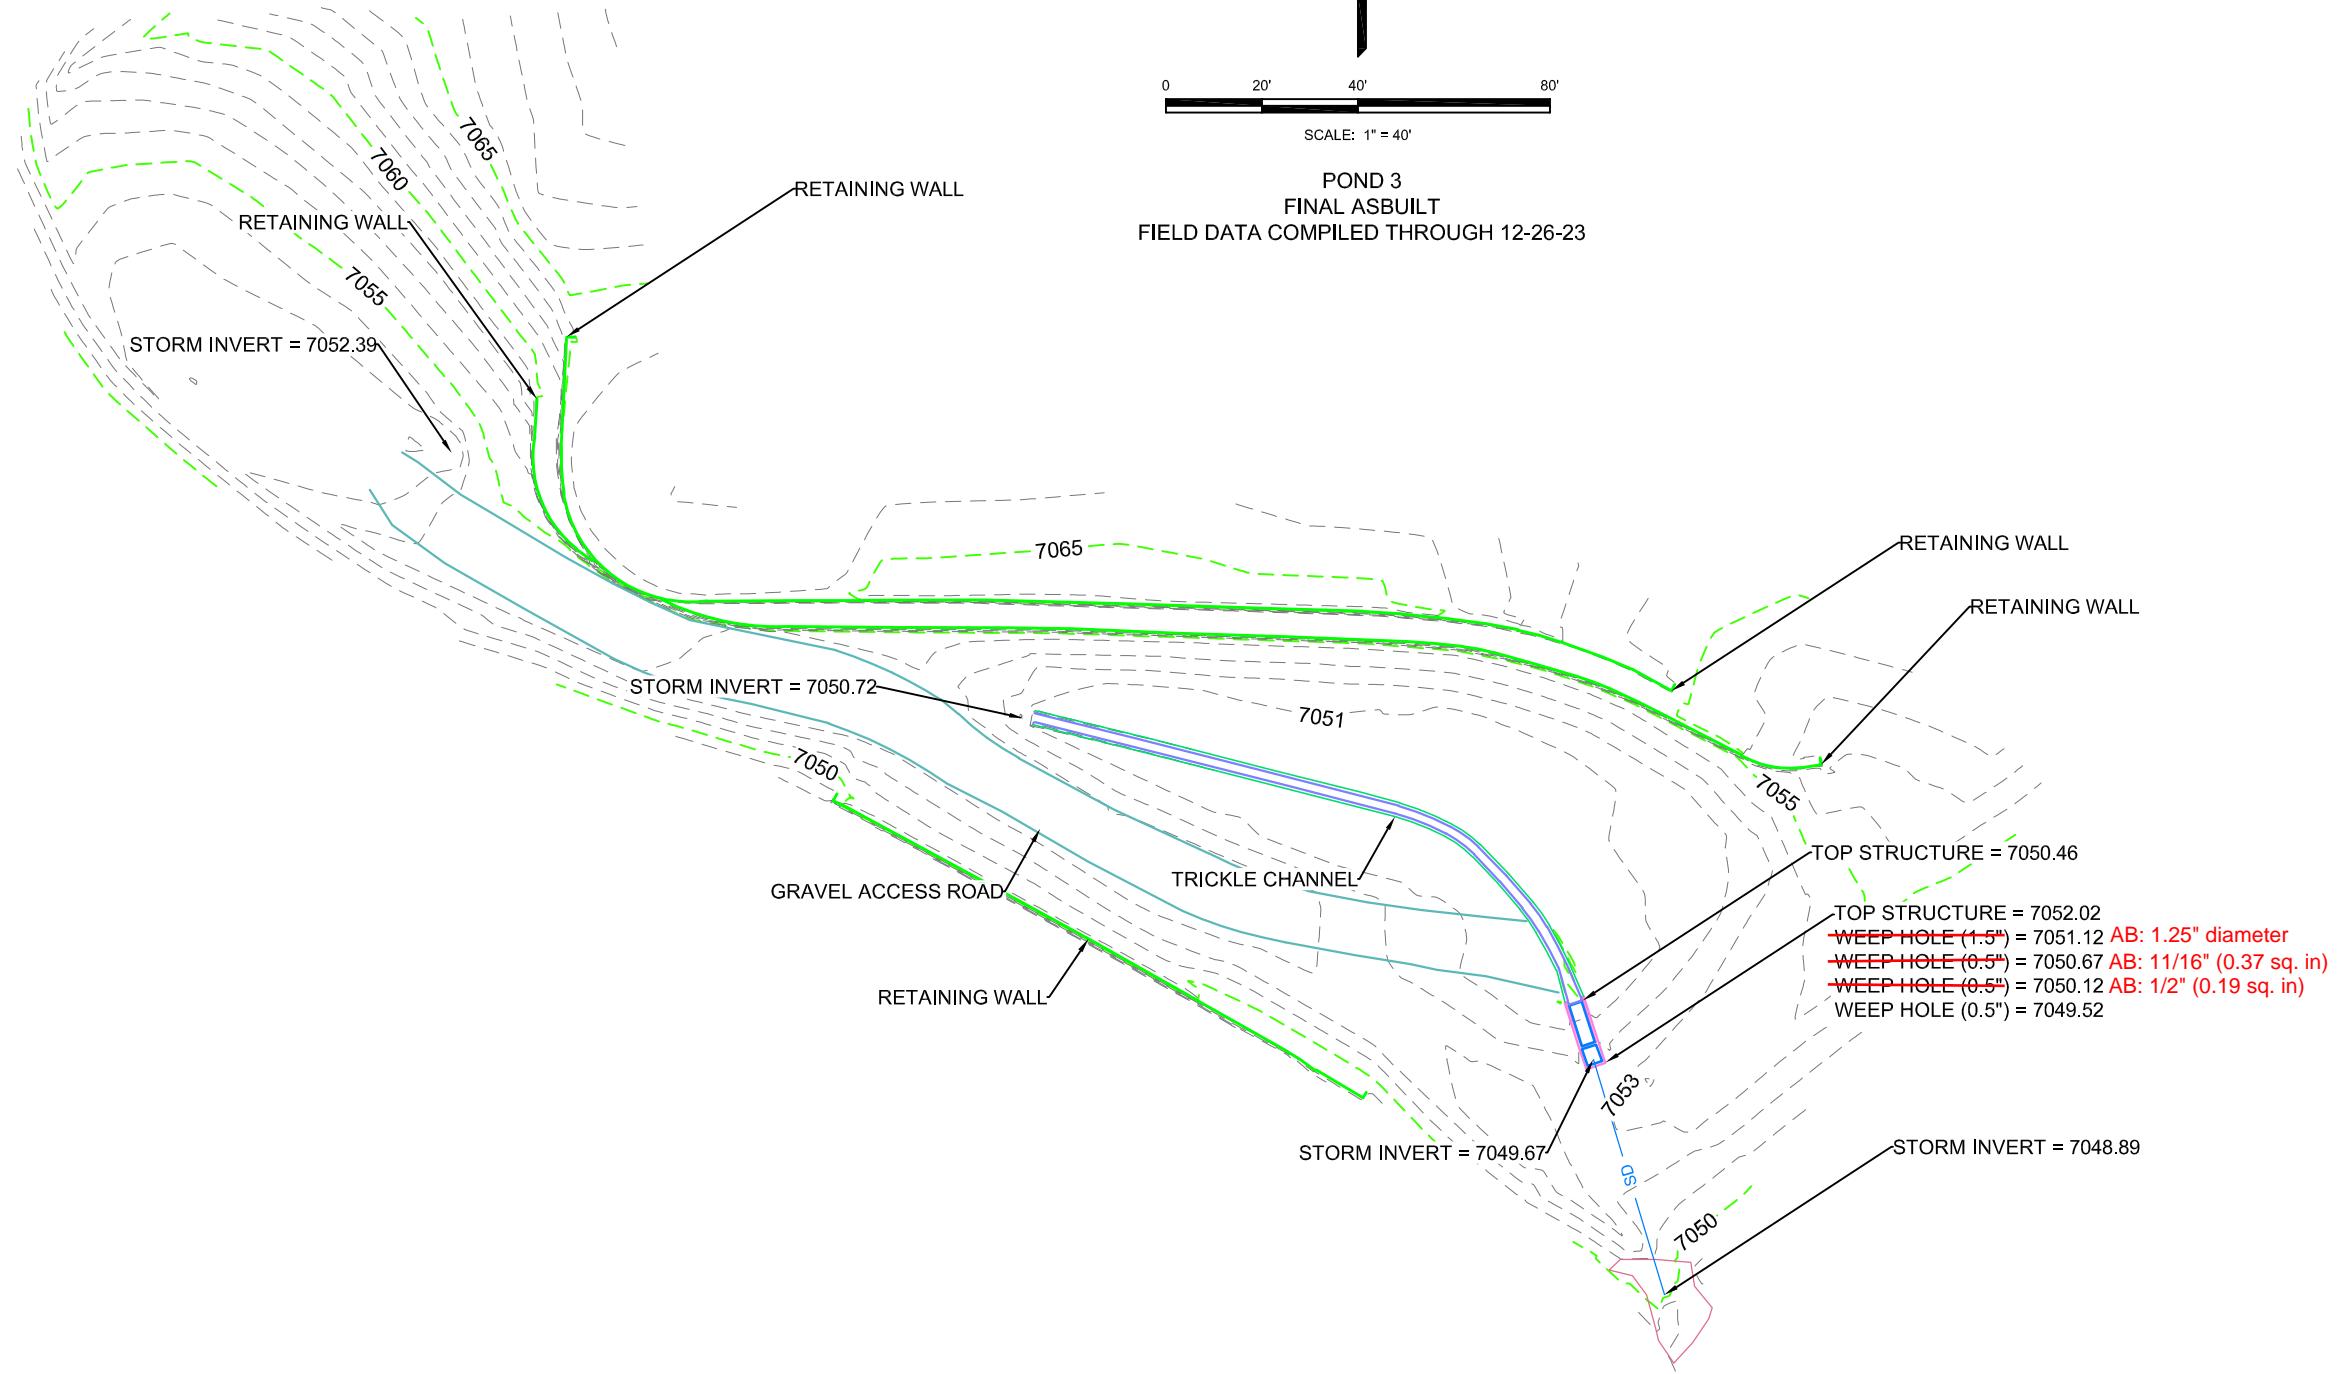 0 20' 40' 80'
SCALE: 1" = 40'
POND 3
FINAL ASBUILT
FIELD DATA COMPILED THROUGH 12-26-23
7065
7060
RETAINING WALL
RETAINING WALL
7055
STORM INVERT = 7052.39
RETAINING WALL
7065
RETAINING WALL
STORM INVERT = 7050.72
7051
7050
7055
TOP STRUCTURE = 7050.46
TRICKLE CHANNEL
GRAVEL ACCESS ROAD
TOP STRUCTURE = 7052.02
WEEP HOLE (1.5") = 7051.12 AB: 1.25" diameter
WEEP HOLE (0.5") = 7050.67 AB: 11/16" (0.37 sq. in)
WEEP HOLE (0.5") = 7050.12 AB: 1/2" (0.19 sq. in)
WEEP HOLE (0.5") = 7049.52
RETAINING WALL
7053
STORM INVERT = 7049.67
STORM INVERT = 7048.89
SD
7050